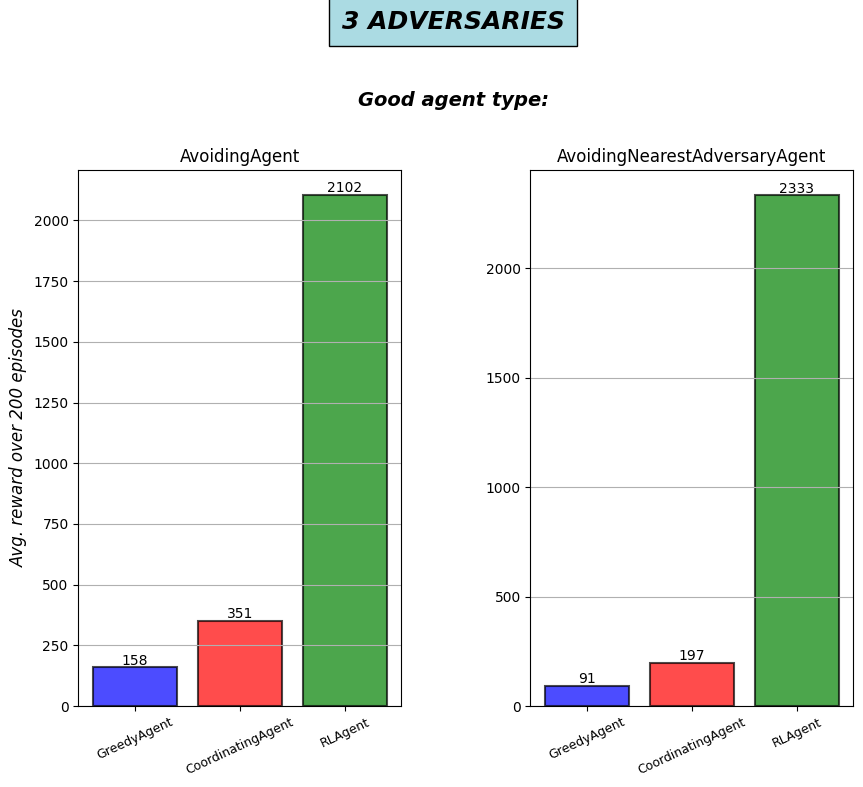 3 ADVERSARIES
Good agent type:
AvoidingAgent
Avg. reward over 200 episodes
2000
1750
1500
1250
1000
750
500
250
0
2102
351
158
GreedyAgent
CoordinatingAgent
RLAgent
AvoidingNearestAdversaryAgent
2000
1500
1000
500
0
2333
197
91
GreedyAgent
CoordinatingAgent
RLAgent